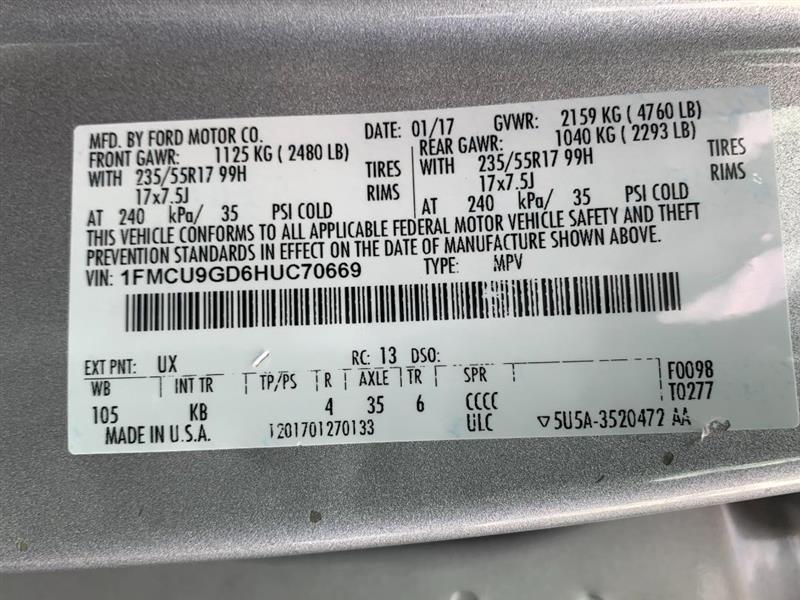 MFD. BY FORD MOTOR CO. DATE: 01/17 GVWR: 2159 KG ( 4760 LB)
FRONT GAWR: 1125 KG ( 2480 LB) REAR GAWR: 1040 KG ( 2293 LB)
WITH 235/55R17 99H TIRES WITH 235/55R17 99H TIRES
17x7.5J RIMS 17x7.5J RIMS
AT 240 kPa/ 35 PSI COLD AT 240 kPa/ 35 PSI COLD
THIS VEHICLE CONFORMS TO ALL APPLICABLE FEDERAL MOTOR VEHICLE SAFETY AND THEFT
PREVENTION STANDARDS IN EFFECT ON THE DATE OF MANUFACTURE SHOWN ABOVE.
VIN: 1FMCU9GD6HUC70669 TYPE: MPV
EXT PNT: UX RC: 13 DSO: F0098
WB INT TR TP/PS R AXLE TR SPR T0277
105 KB 4 35 6 CCCC
MADE IN U.S.A. 1201701270133 ULC ▽5U5A-3520472 AA